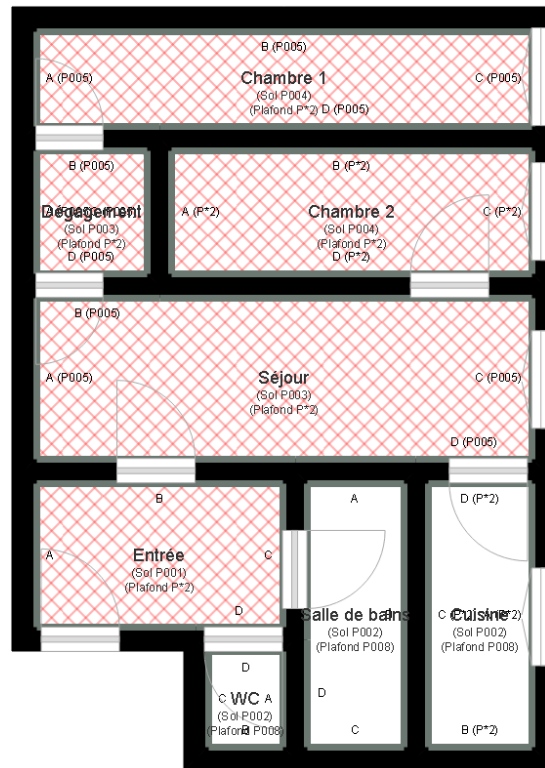 B (P005)
A (P005)
Chambre 1
C (P005)
(Sol P004)
(Plafond P*2)
D (P005)
B (P005)
Dégagement
(Sol P003)
(Plafond P*2)
D (P005)
B (P*2)
A (P*2)
Chambre 2
C (P*2)
(Sol P004)
(Plafond P*2)
D (P*2)
B (P005)
A (P005)
Séjour
C (P005)
(Sol P003)
(Plafond P*2)
D (P005)
B
A
Entrée
C
(Sol P001)
(Plafond P*2)
D
A
Salle de bains
B
(Sol P002)
(Plafond P008)
D
C
D (P*2)
Cuisine
(Sol P002)
(Plafond P008)
B (P*2)
D
C
WC
A
(Sol P002)
(Plafond P008)
B